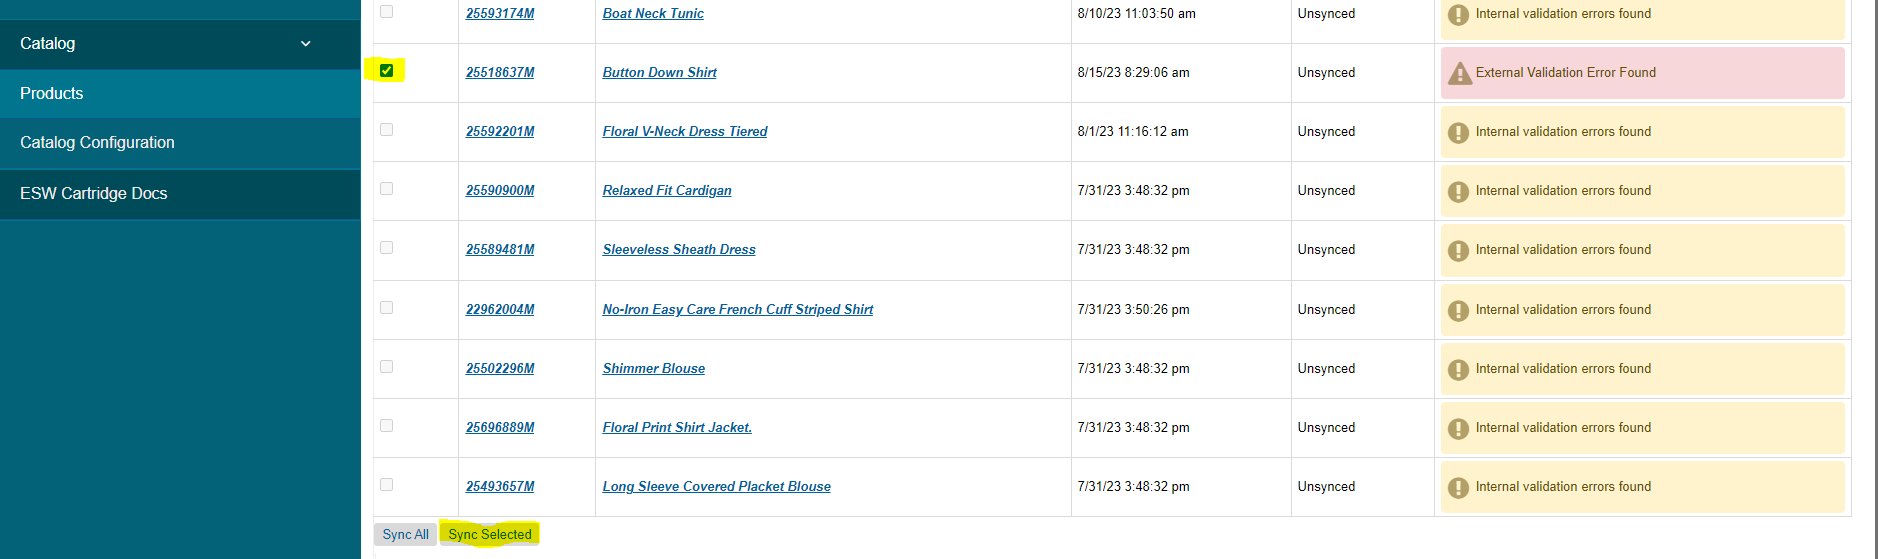 Catalog
Products
Catalog Configuration
ESW Cartridge Docs
25593174M Boat Neck Tunic 8/10/23 11:03:50 am Unsynced Internal validation errors found
25518637M Button Down Shirt 8/15/23 8:29:06 am Unsynced External Validation Error Found
25592201M Floral V-Neck Dress Tiered 8/1/23 11:16:12 am Unsynced Internal validation errors found
25590900M Relaxed Fit Cardigan 7/31/23 3:48:32 pm Unsynced Internal validation errors found
25589481M Sleeveless Sheath Dress 7/31/23 3:48:32 pm Unsynced Internal validation errors found
22962004M No-Iron Easy Care French Cuff Striped Shirt 7/31/23 3:50:26 pm Unsynced Internal validation errors found
25502296M Shimmer Blouse 7/31/23 3:48:32 pm Unsynced Internal validation errors found
25696889M Floral Print Shirt Jacket. 7/31/23 3:48:32 pm Unsynced Internal validation errors found
25493657M Long Sleeve Covered Placket Blouse 7/31/23 3:48:32 pm Unsynced Internal validation errors found
Sync All Sync Selected